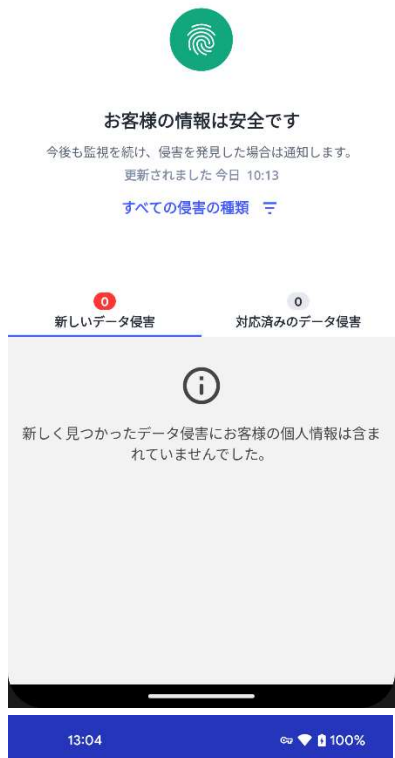 お客様の情報は安全です
今後も監視を続け、侵害を発見した場合は通知します。
更新されました 今日 10:13
すべての侵害の種類
0
新しいデータ侵害
0
対応済みのデータ侵害
新しく見つかったデータ侵害にお客様の個人情報は含ま
れていませんでした。
13:04
100%